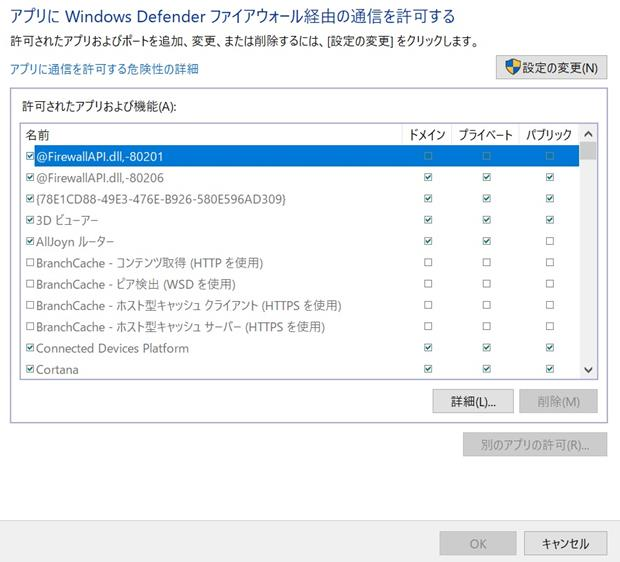 アプリに Windows Defender ファイアウォール経由の通信を許可する
許可されたアプリおよびポートを追加、変更、または削除するには、[設定の変更] をクリックします。
アプリに通信を許可する危険性の詳細
設定の変更(N)
許可されたアプリおよび機能(A):
名前 ドメイン プライベート パブリック
@FirewallAPI.dll,-80201
@FirewallAPI.dll,-80206
{78E1CD88-49E3-476E-B926-580E596AD309}
3D ビューアー
AllJoyn ルーター
BranchCache - コンテンツ取得 (HTTP を使用)
BranchCache - ピア検出 (WSD を使用)
BranchCache - ホスト型キャッシュ クライアント (HTTPS を使用)
BranchCache - ホスト型キャッシュ サーバー (HTTPS を使用)
Connected Devices Platform
Cortana
詳細(L)... 削除(M)
別のアプリの許可(R)...
OK キャンセル